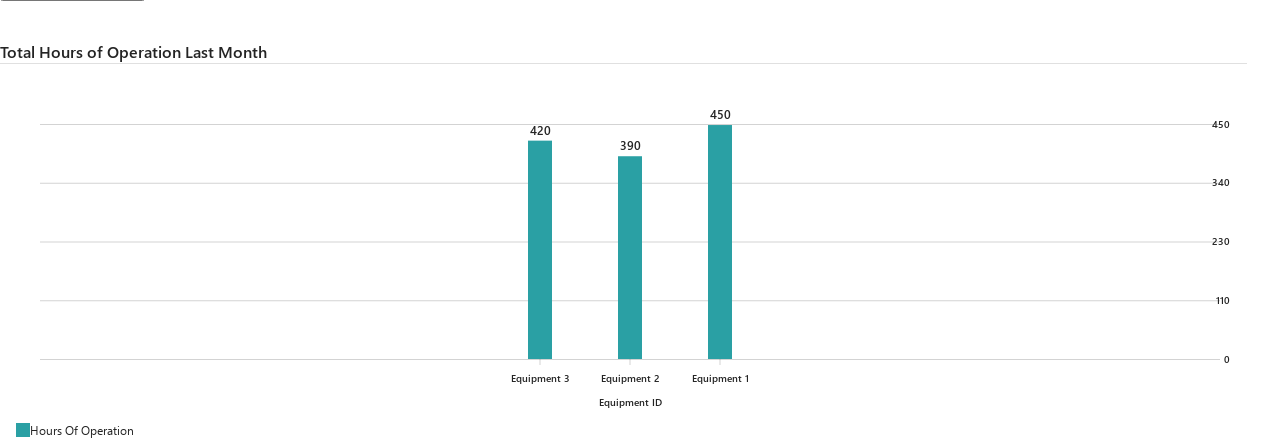 Total Hours of Operation Last Month
450
420
450
390
340
230
110
0
Equipment 3 Equipment 2 Equipment 1
Equipment ID
Hours Of Operation